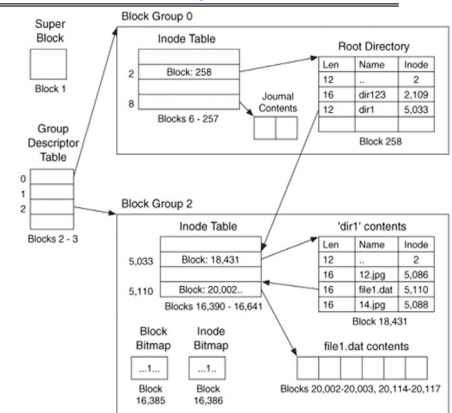 Super
Block
Block 1
Group
Descriptor
Table
0
1
2
Blocks 2 - 3
Block Group 0
Inode Table
2
Block: 258
8
Blocks 6 - 257
Journal
Contents
Root Directory
Len Name Inode
12 .. 2
16 dir123 2,109
12 dir1 5,033
Block 258
Block Group 2
Inode Table
5,033
Block: 18,431
5,110
Block: 20,002..
Blocks 16,390 - 16,641
'dir1' contents
Len Name Inode
12 .. 2
16 12.jpg 5,086
16 file1.dat 5,110
16 14.jpg 5,088
Block 18,431
Block
Bitmap
...1...
Block
16,385
Inode
Bitmap
...1..
Block
16,386
file1.dat contents
Blocks 20,002-20,003, 20,114-20,117